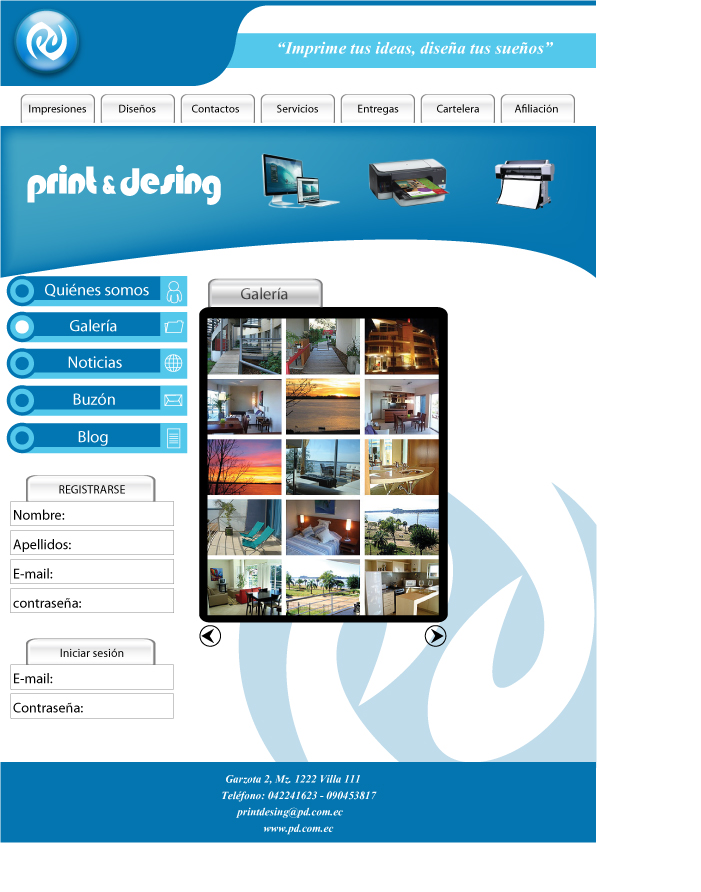 “Imprime tus ideas, diseña tus sueños”
Impresiones
Diseños
Contactos
Servicios
Entregas
Cartelera
Afiliación
print & desing
Quiénes somos
Galería
Noticias
Buzón
Blog
Galería
REGISTRARSE
Nombre:
Apellidos:
E-mail:
contraseña:
Iniciar sesión
E-mail:
Contraseña:
Garzota 2, Mz. 1222 Villa 111
Teléfono: 042241623 - 090453817
printdesing@pd.com.ec
www.pd.com.ec